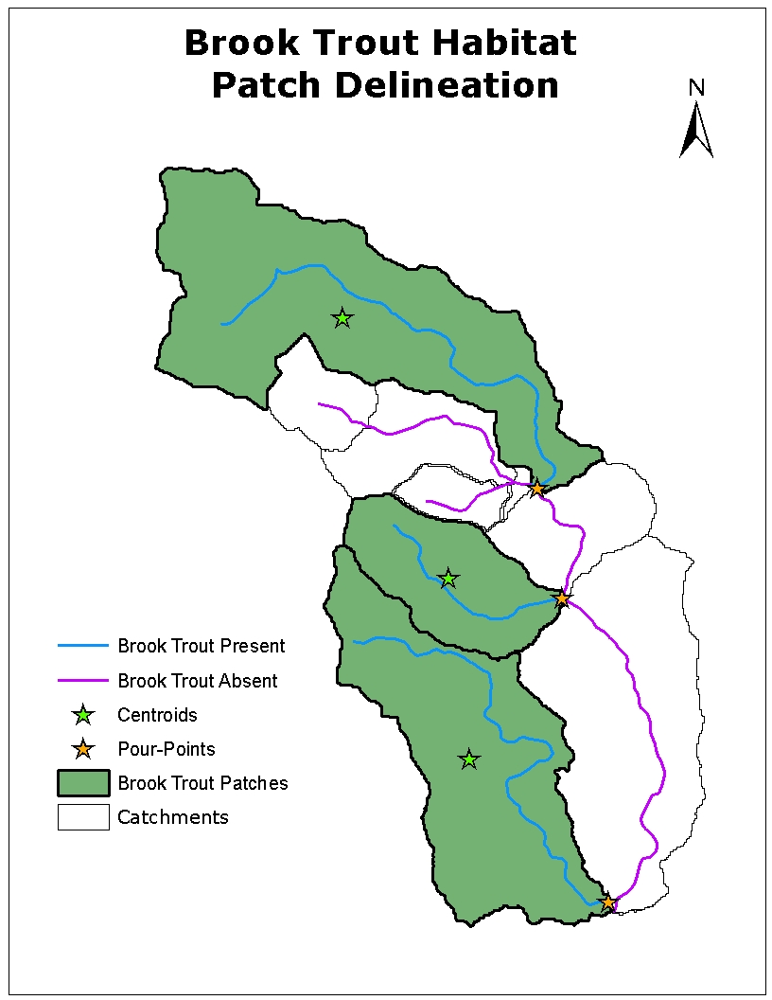 Brook Trout Habitat
Patch Delineation
N
Brook Trout Present
Brook Trout Absent
Centroids
Pour-Points
Brook Trout Patches
Catchments